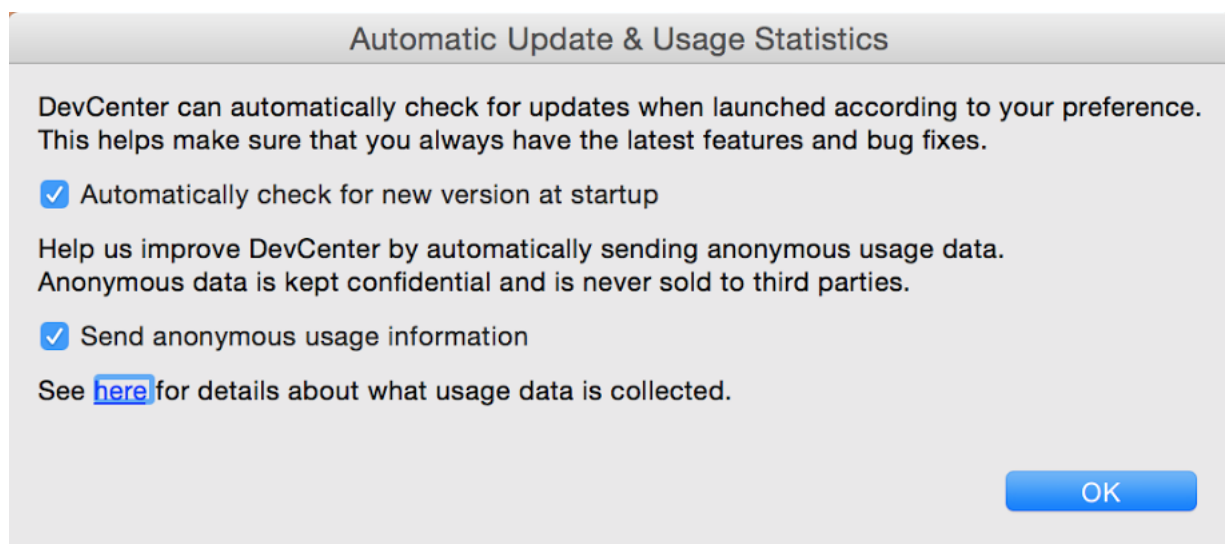 Automatic Update & Usage Statistics
DevCenter can automatically check for updates when launched according to your preference.
This helps make sure that you always have the latest features and bug fixes.
Automatically check for new version at startup
Help us improve DevCenter by automatically sending anonymous usage data.
Anonymous data is kept confidential and is never sold to third parties.
Send anonymous usage information
See here for details about what usage data is collected.
OK